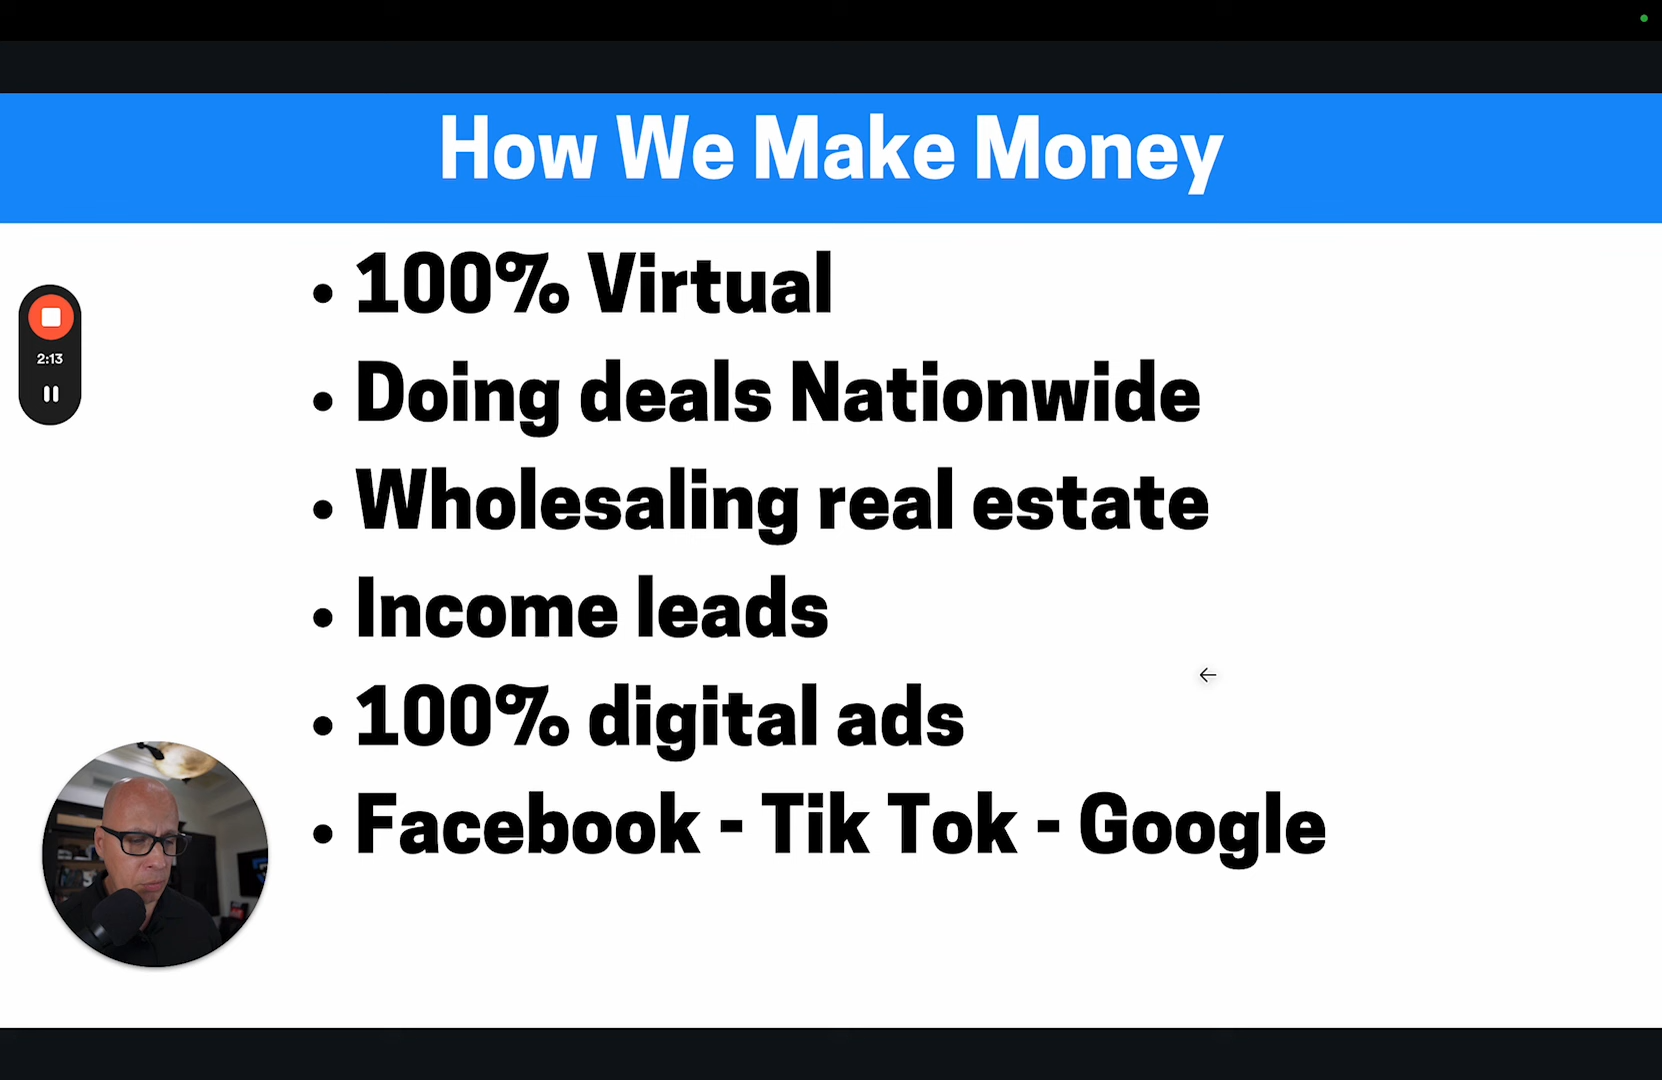 How We Make Money
• 100% Virtual
2:13
• Doing deals Nationwide
• Wholesaling real estate
• Income leads
• 100% digital ads
• Facebook - Tik Tok - Google